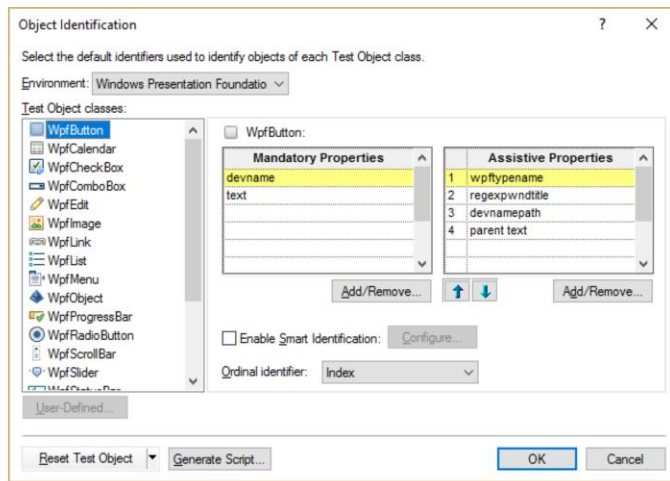 Object Identification
? ×
Select the default identifiers used to identify objects of each Test Object class.
Environment: Windows Presentation Foundatio
Test Object classes:
WpfButton
WpfCalendar
WpfCheckBox
WpfComboBox
WpfEdit
WpfImage
WpfLink
WpfList
WpfMenu
WpfObject
WpfProgressBar
WpfRadioButton
WpfScrollBar
WpfSlider
WpfStatusBar
User-Defined...
WpfButton:
Mandatory Properties
devname
text
Add/Remove...
Assistive Properties
1 wpftypename
2 regexpwndtitle
3 devnamepath
4 parent text
Add/Remove...
Enable Smart Identification: Configure...
Ordinal identifier: Index
Reset Test Object Generate Script... OK Cancel